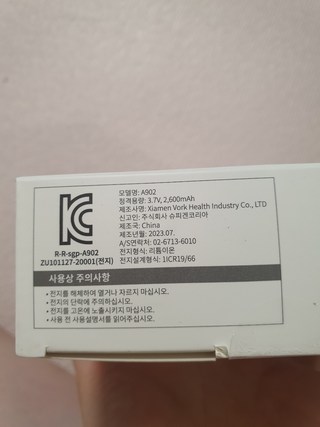 모델명: A902
정격용량: 3.7V, 2,600mAh
제조사명: Xiamen Vork Health Industry Co., LTD
신고인: 주식회사 슈피겐코리아
제조국: China
제조년월: 2023.07.
A/S연락처: 02-6713-6010
전지형식: 리튬이온
전지설계형식: 1ICR19/66
R-R-sgp-A902
ZU101127-20001(전지)
사용상 주의사항
• 전지를 해체하여 열거나 자르지 마십시오.
• 전지의 단락에 주의하십시오.
• 전지를 고온에 노출시키지 마십시오.
• 사용 전 사용설명서를 읽어주십시오.